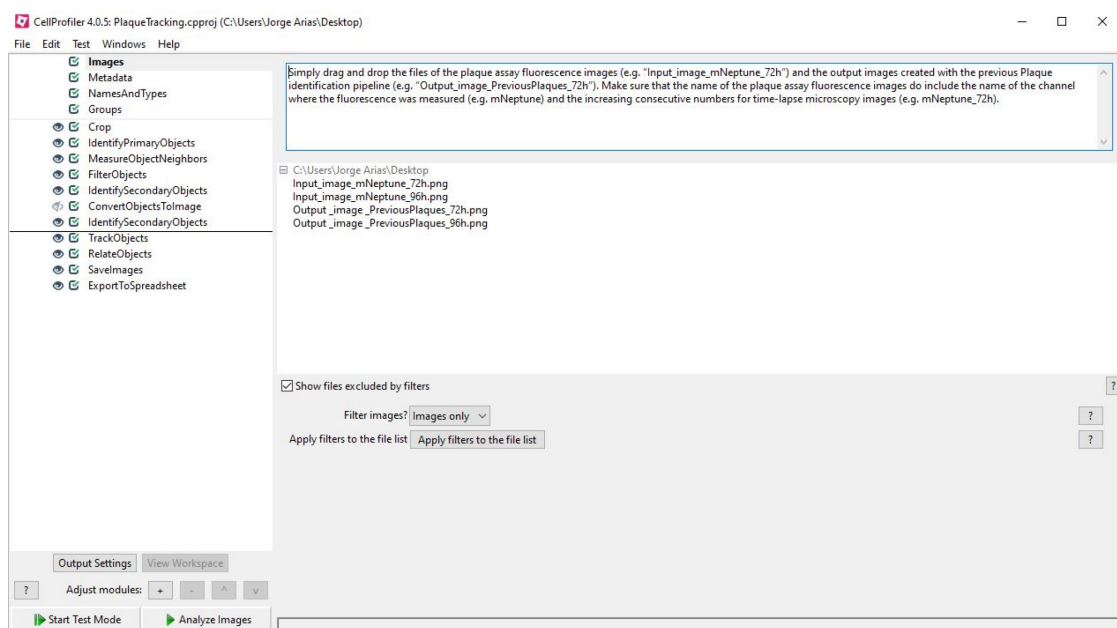 CellProfiler 4.0.5: PlaqueTracking.cpproj (C:\Users\Jorge Arias\Desktop)
File Edit Test Windows Help
Images
Metadata
NamesAndTypes
Groups
Crop
IdentifyPrimaryObjects
MeasureObjectNeighbors
FilterObjects
IdentifySecondaryObjects
ConvertObjectsToImage
IdentifySecondaryObjects
TrackObjects
RelateObjects
SaveImages
ExportToSpreadsheet
Output Settings View Workspace
? Adjust modules: + - ^ v
Start Test Mode Analyze Images
Simply drag and drop the files of the plaque assay fluorescence images (e.g. "Input_image_mNeptune_72h") and the output images created with the previous Plaque
identification pipeline (e.g. "Output_image_PreviousPlaques_72h"). Make sure that the name of the plaque assay fluorescence images do include the name of the channel
where the fluorescence was measured (e.g. mNeptune) and the increasing consecutive numbers for time-lapse microscopy images (e.g. mNeptune_72h).
C:\Users\Jorge Arias\Desktop
Input_image_mNeptune_72h.png
Input_image_mNeptune_96h.png
Output _image _PreviousPlaques_72h.png
Output _image _PreviousPlaques_96h.png
Show files excluded by filters ?
Filter images? Images only ?
Apply filters to the file list Apply filters to the file list ?